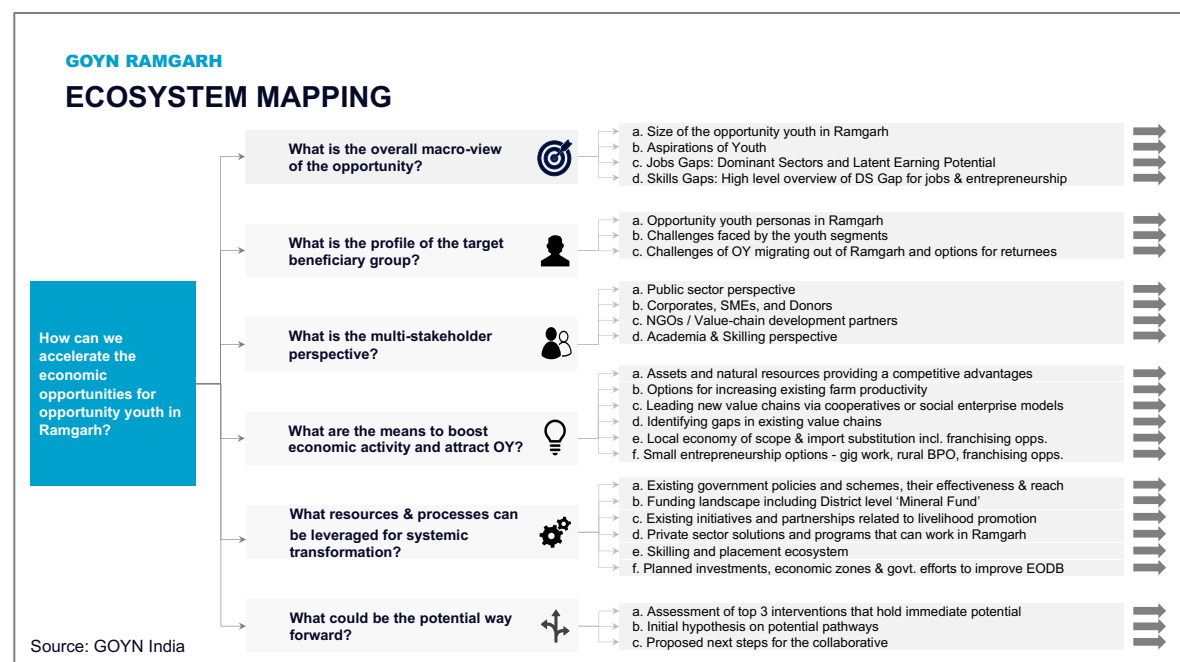 GOYN RAMGARH
ECOSYSTEM MAPPING
How can we
accelerate the
economic
opportunities for
opportunity youth in
Ramgarh?
What is the overall macro-view
of the opportunity?
a. Size of the opportunity youth in Ramgarh
b. Aspirations of Youth
c. Jobs Gaps: Dominant Sectors and Latent Earning Potential
d. Skills Gaps: High level overview of DS Gap for jobs & entrepreneurship
What is the profile of the target
beneficiary group?
a. Opportunity youth personas in Ramgarh
b. Challenges faced by the youth segments
c. Challenges of OY migrating out of Ramgarh and options for returnees
What is the multi-stakeholder
perspective?
a. Public sector perspective
b. Corporates, SMEs, and Donors
c. NGOs / Value-chain development partners
d. Academia & Skilling perspective
What are the means to boost
economic activity and attract OY?
a. Assets and natural resources providing a competitive advantages
b. Options for increasing existing farm productivity
c. Leading new value chains via cooperatives or social enterprise models
d. Identifying gaps in existing value chains
e. Local economy of scope & import substitution incl. franchising opps.
f. Small entrepreneurship options - gig work, rural BPO, franchising opps.
What resources & processes can
be leveraged for systemic
transformation?
a. Existing government policies and schemes, their effectiveness & reach
b. Funding landscape including District level ‘Mineral Fund’
c. Existing initiatives and partnerships related to livelihood promotion
d. Private sector solutions and programs that can work in Ramgarh
e. Skilling and placement ecosystem
f. Planned investments, economic zones & govt. efforts to improve EODB
What could be the potential way
forward?
a. Assessment of top 3 interventions that hold immediate potential
b. Initial hypothesis on potential pathways
c. Proposed next steps for the collaborative
Source: GOYN India